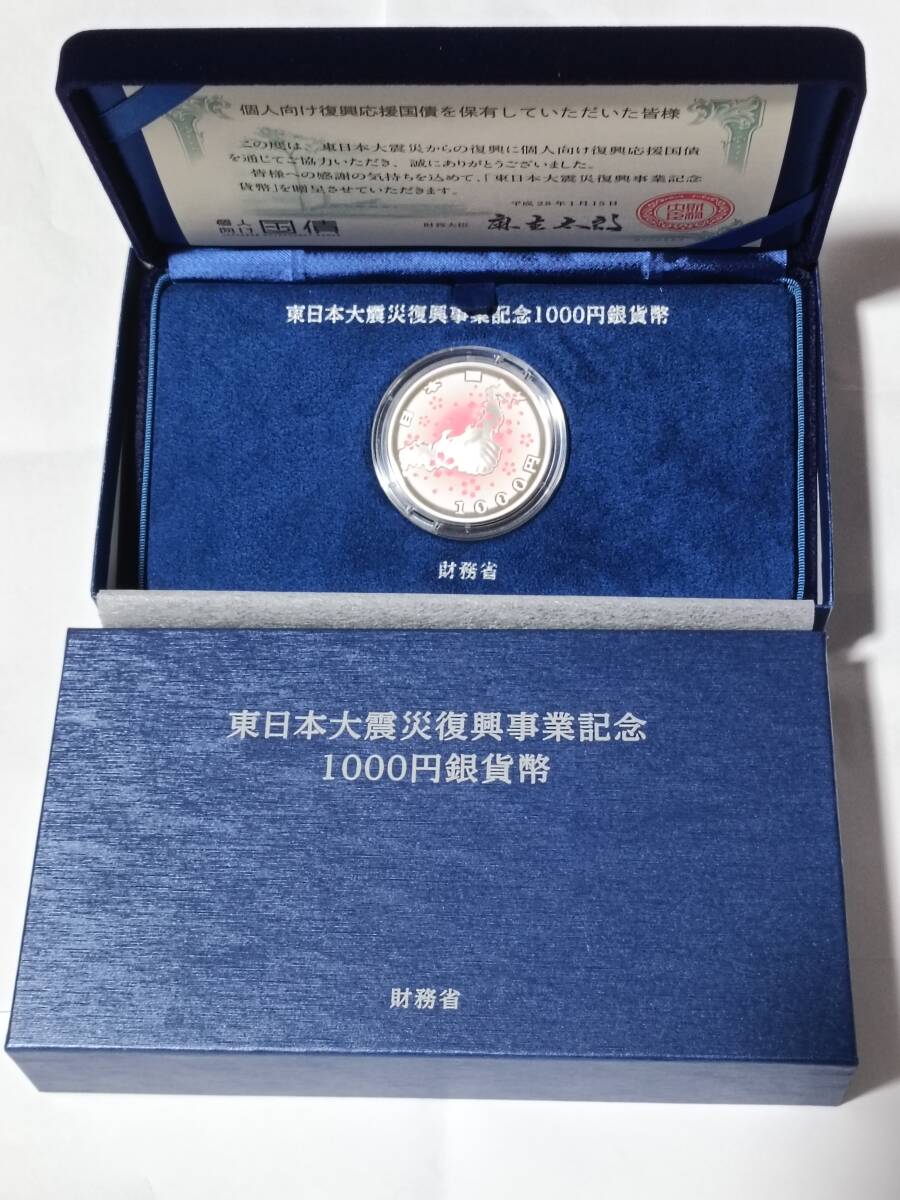 個人向け復興応援国債を保有していただいた皆様
この度は、東日本大震災からの復興に個人向け復興応援国債
を通じてご協力いただき、誠にありがとうございました。
皆様への感謝の気持ちを込めて、「東日本大震災復興事業記念
貨幣」を贈呈させていただきます。
平成28年1月15日
個人向け国債
財務大臣 麻生太郎
東日本大震災復興事業記念1000円銀貨幣
日本国
1000円
財務省
東日本大震災復興事業記念
1000円銀貨幣
財務省